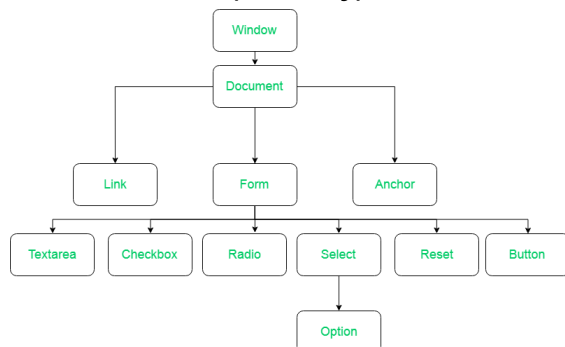 Window
Document
Link Form Anchor
Textarea Checkbox Radio Select Reset Button
Option